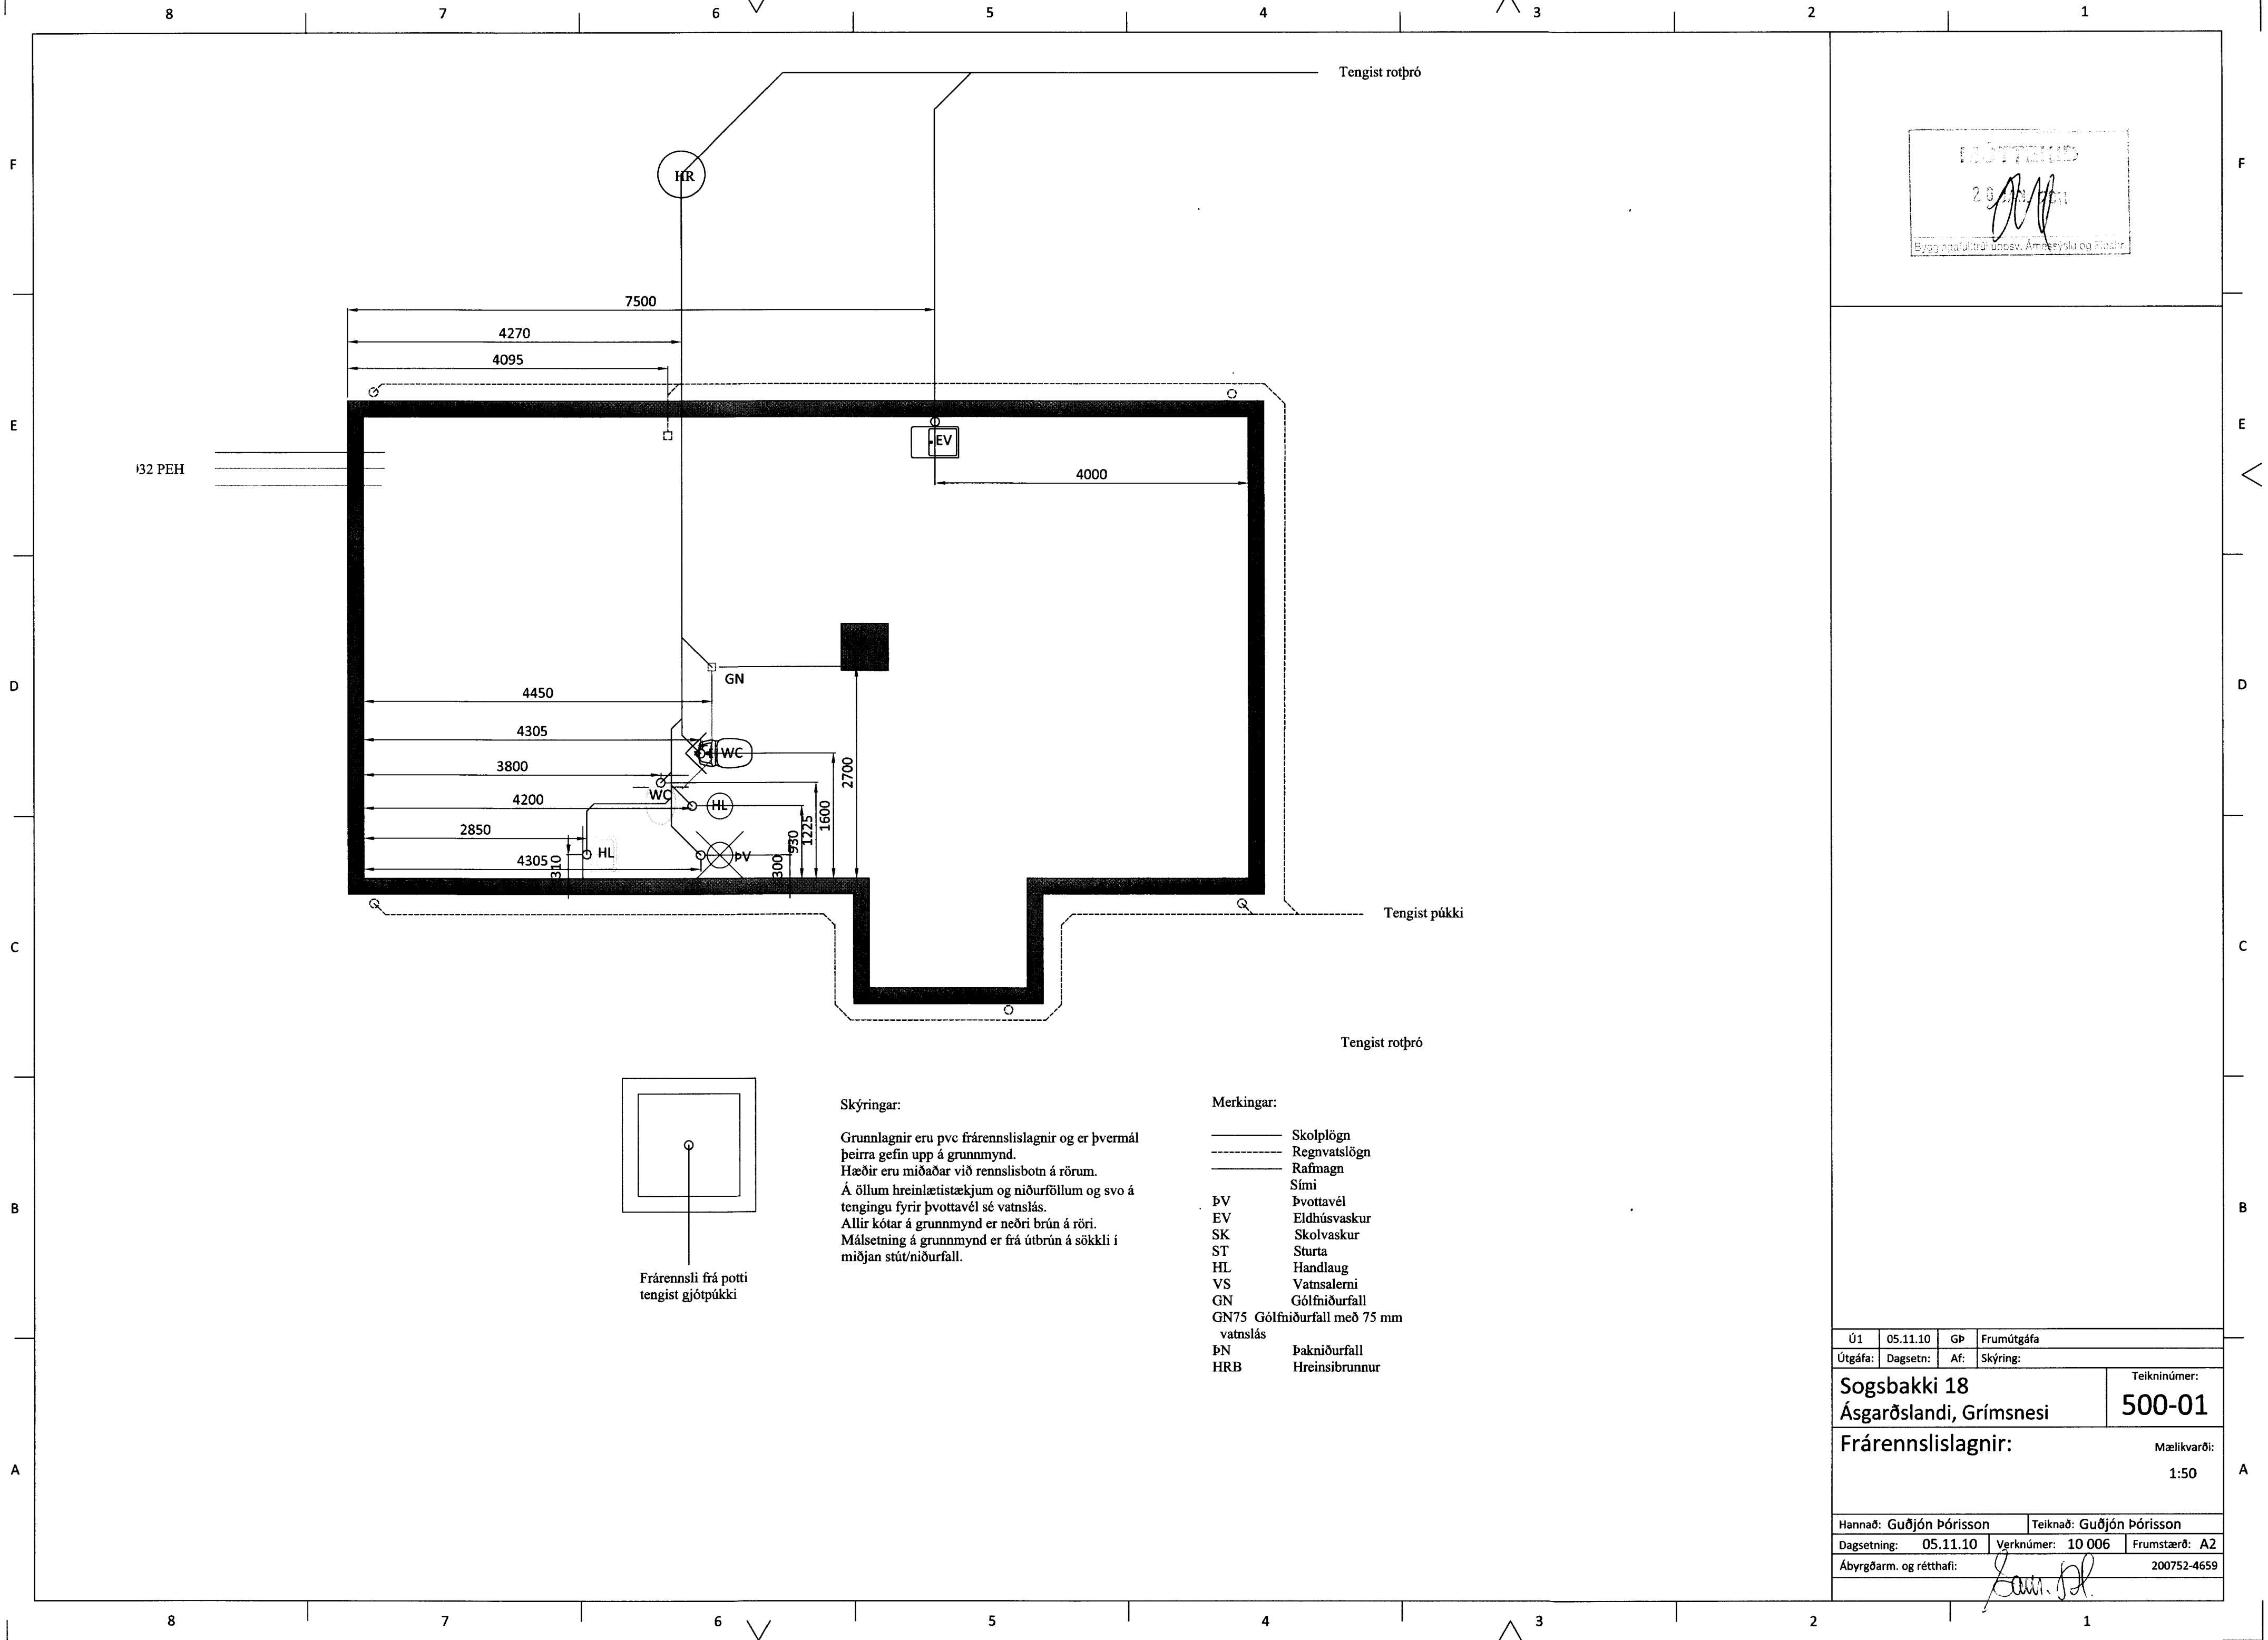 8 7 6 5 4 3 2 1
Tengist rotþró
F
HR
F
7500
4270
4095
E
EV
E
32 PEH
4000
D
GN
D
4450
4305
WC
3800
2700
WC
4200
HL
1600
1225
2850
930
HL
4305
ÞV
310
300
Tengist púkki
C
C
Tengist rotþró
Skýringar:
Grunnlagnir eru pvc frárennslislagnir og er þvermál
þeirra gefin upp á grunnmynd.
Hæðir eru miðaðar við rennslisbotn á rörum.
Á öllum hreinlætistækjum og niðurföllum og svo á
tengingu fyrir þvottavél sé vatnslás.
Allir kótar á grunnmynd er neðri brún á röri.
Málsetning á grunnmynd er frá útbrún á sökkli í
miðjan stút/niðurfall.
Frárennsli frá potti
tengist gjótpúkki
Merkingar:
Skolplögn
Regnvatslögn
Rafmagn
Sími
ÞV Þvottavél
EV Eldhúsvaskur
SK Skolvaskur
ST Sturta
HL Handlaug
VS Vatnsalerni
GN Gólfniðurfall
GN75 Gólfniðurfall með 75 mm
vatnslás
ÞN Þakniðurfall
HRB Hreinsibrunnur
B
B
A
A
Ú1 05.11.10 GÞ Frumútgáfa
Útgáfa: Dagsetn: Af: Skýring:
Sogsbakki 18
Ásgarðslandi, Grímsnesi
Teikninúmer:
500-01
Frárennslislagnir:
Mælikvarði:
1:50
Hannað: Guðjón Þórisson Teiknað: Guðjón Þórisson
Dagsetning: 05.11.10 Verknúmer: 10 006 Frumstærð: A2
Ábyrgðarm. og rétthafi: 200752-4659
8 7 6 5 4 3 2 1